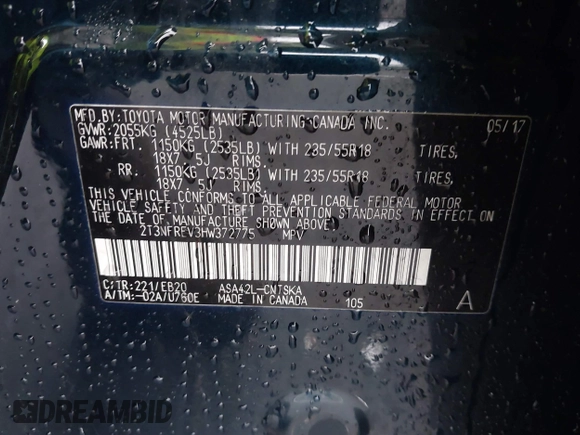 MFD.BY:TOYOTA MOTOR MANUFACTURING CANADA INC. 05/17
GVWR:2055KG (4525LB)
GAWR:FRT. 1150KG (2535LB) WITH 235/55R18 TIRES,
18X7.5J RIMS.
RR. 1150KG (2535LB) WITH 235/55R18 TIRES,
18X7.5J RIMS.
THIS VEHICLE CONFORMS TO ALL APPLICABLE FEDERAL MOTOR
VEHICLE SAFETY AND THEFT PREVENTION STANDARDS IN EFFECT ON
THE DATE OF MANUFACTURE SHOWN ABOVE.
2T3NFREV3HW372775 MPV
C/TR:221/EB20 ASA42L-CNTSKA
A/TM:-02A/U760E MADE IN CANADA 105 A
DREAMBID